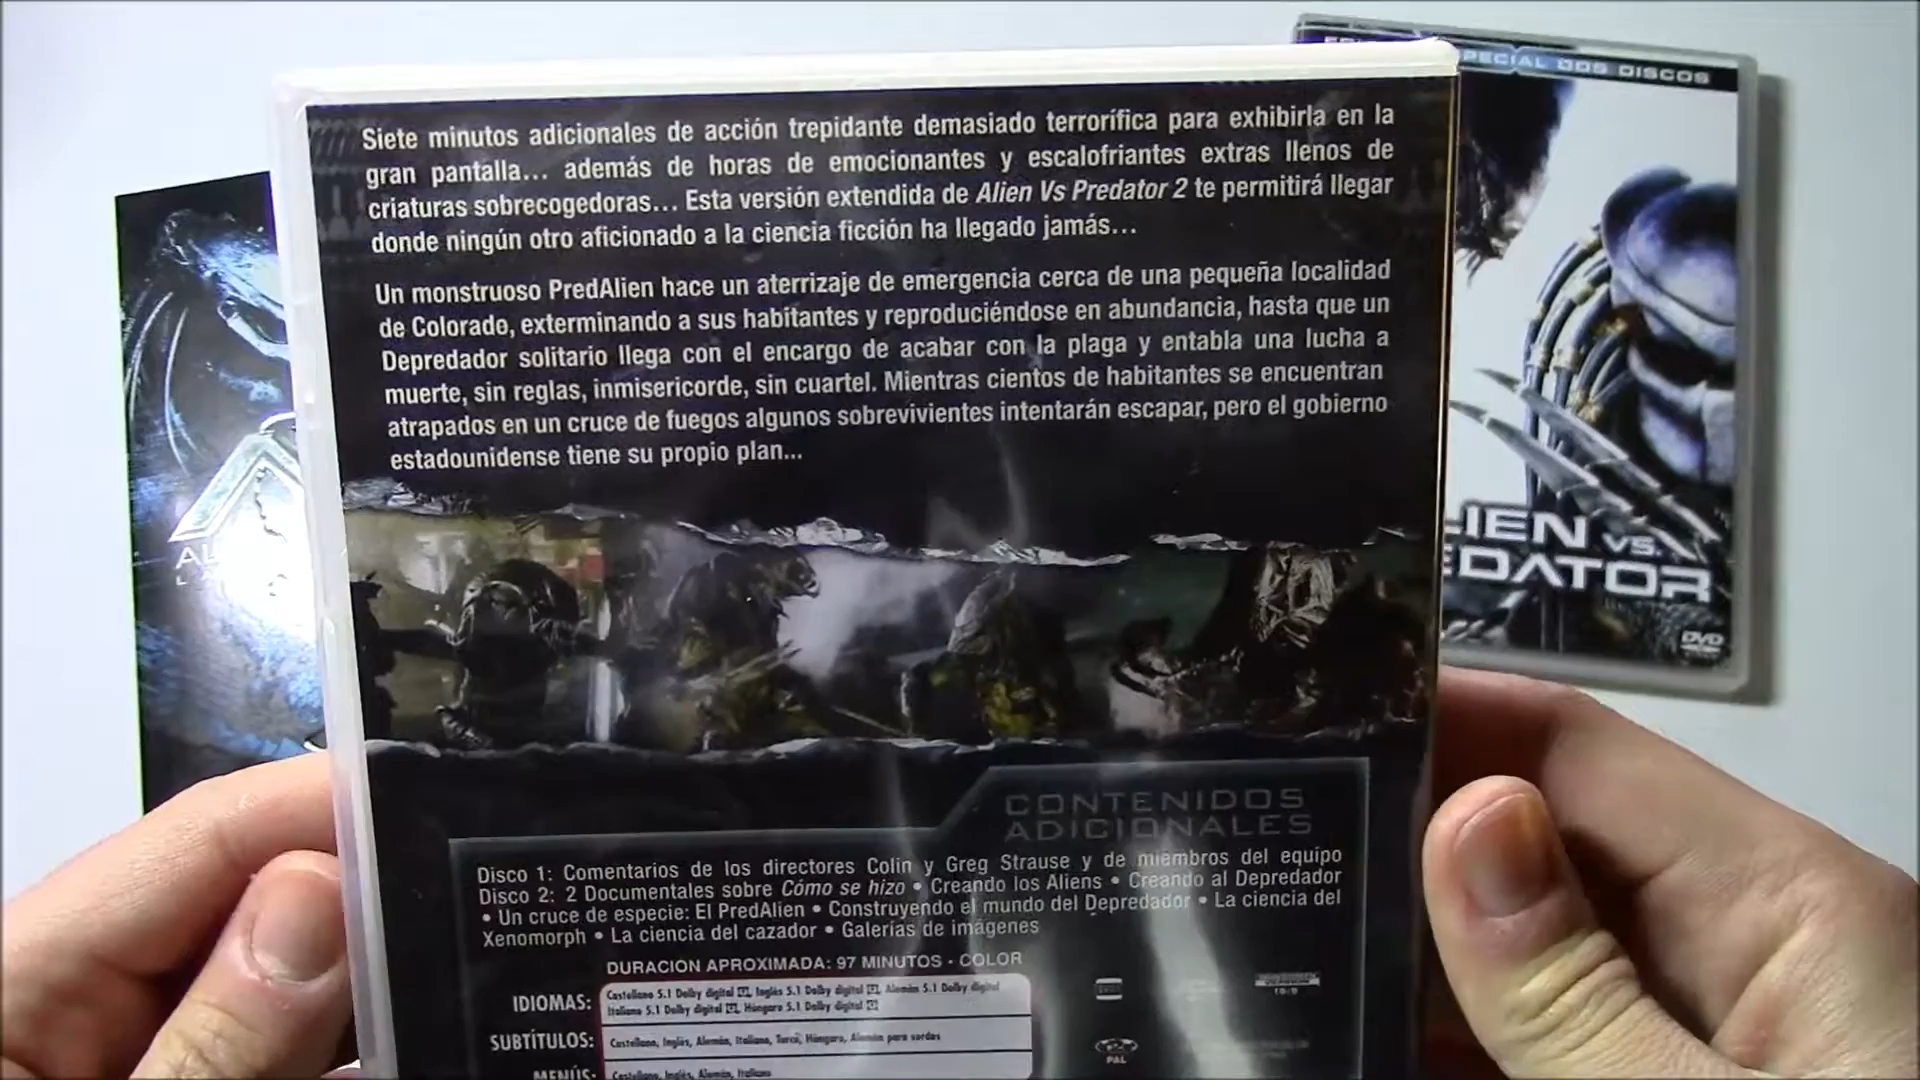 PECIAL DOS DISCOS
Siete minutos adicionales de acción trepidante demasiado terrorífica para exhibirla en la
gran pantalla... además de horas de emocionantes y escalofriantes extras llenos de
criaturas sobrecogedoras... Esta versión extendida de Alien Vs Predator 2 te permitirá llegar
donde ningún otro aficionado a la ciencia ficción ha llegado jamás...
Un monstruoso PredAlien hace un aterrizaje de emergencia cerca de una pequeña localidad
de Colorado, exterminando a sus habitantes y reproduciéndose en abundancia, hasta que un
Depredador solitario llega con el encargo de acabar con la plaga y entabla una lucha a
muerte, sin reglas, inmisericorde, sin cuartel. Mientras cientos de habitantes se encuentran
atrapados en un cruce de fuegos algunos sobrevivientes intentarán escapar, pero el gobierno
estadounidense tiene su propio plan...
LIEN VS.
EDATOR
DVD
AL
CONTENIDOS
ADICIONALES
Disco 1: Comentarios de los directores Colin y Greg Strause y de miembros del equipo
Disco 2: 2 Documentales sobre Cómo se hizo • Creando los Aliens • Creando al Depredador
• Un cruce de especie: El PredAlien • Construyendo el mundo del Depredador • La ciencia del
Xenomorph • La ciencia del cazador • Galerías de imágenes
DURACION APROXIMADA: 97 MINUTOS - COLOR
IDIOMAS: Castellano 5.1 Dolby digital, Inglés 5.1 Dolby digital, Alemán 5.1 Dolby digital
Italiano 5.1 Dolby digital, Húngaro 5.1 Dolby digital
SUBTÍTULOS: Castellano, Inglés, Alemán, Italiano, Turco, Húngaro, Alemán para sordos
MENÚS: Castellano, Inglés, Alemán, Italiano
16:9
PAL